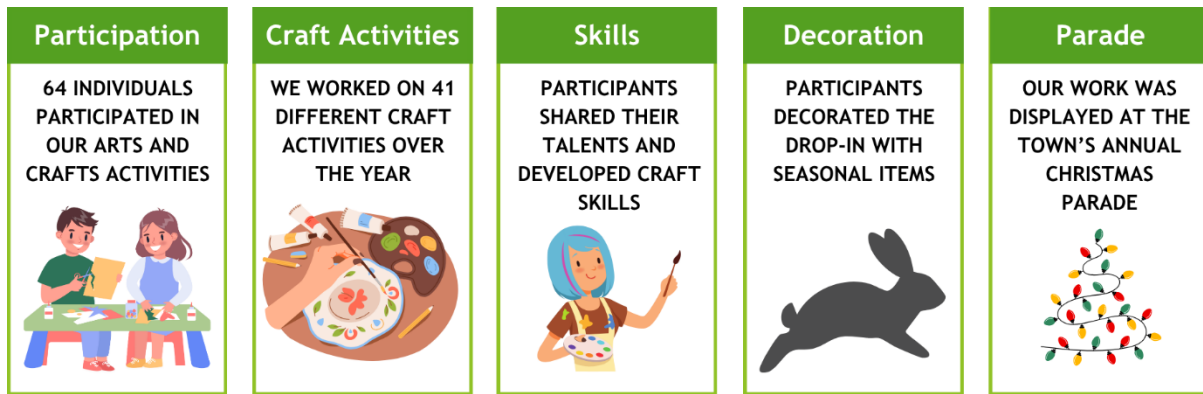 Participation
64 INDIVIDUALS
PARTICIPATED IN
OUR ARTS AND
CRAFTS ACTIVITIES
Craft Activities
WE WORKED ON 41
DIFFERENT CRAFT
ACTIVITIES OVER
THE YEAR
Skills
PARTICIPANTS
SHARED THEIR
TALENTS AND
DEVELOPED CRAFT
SKILLS
Decoration
PARTICIPANTS
DECORATED THE
DROP-IN WITH
SEASONAL ITEMS
Parade
OUR WORK WAS
DISPLAYED AT THE
TOWN’S ANNUAL
CHRISTMAS
PARADE